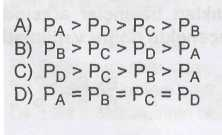 A) PA > PD > PC > PB
B) PB > PC > PD > PA
C) PD > PC > PB > PA
D) PA = PB = PC = PD